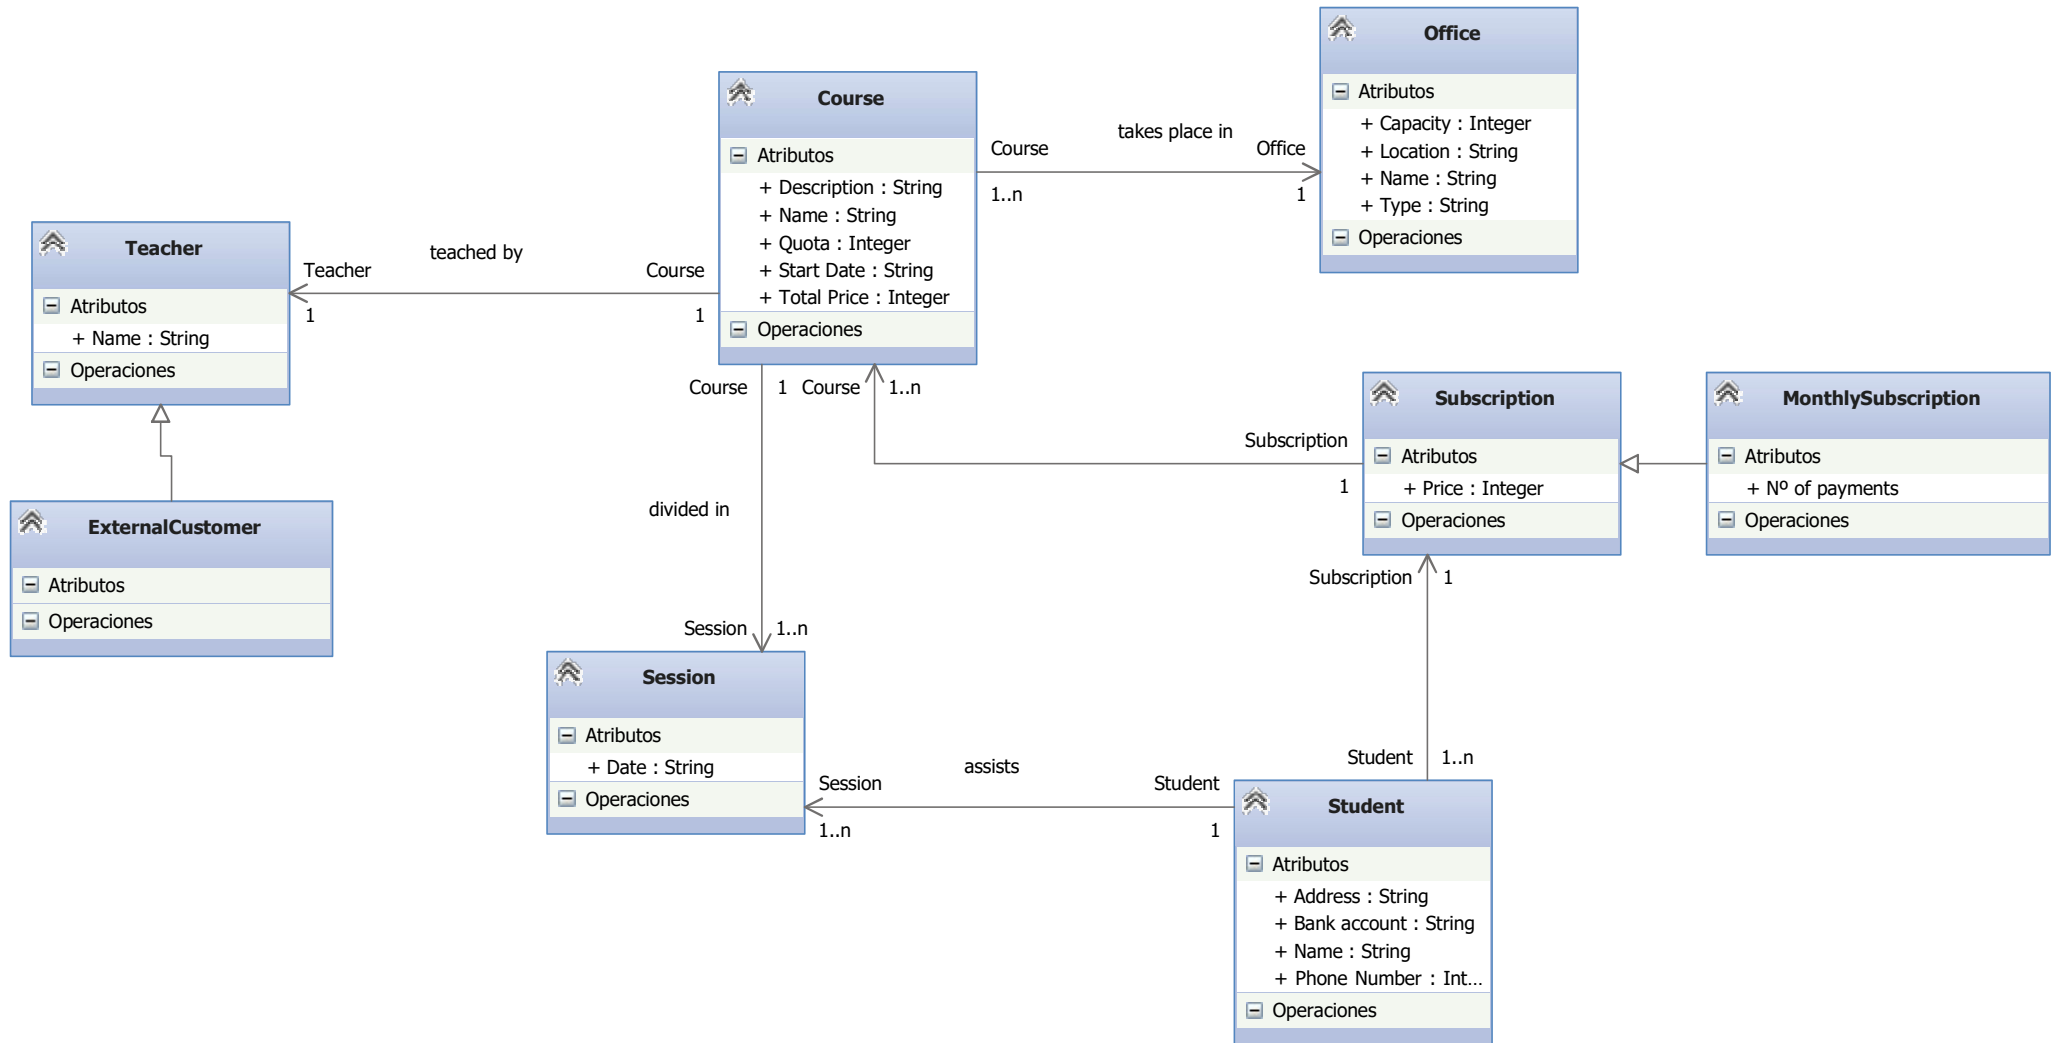 Office
Atributos
+ Capacity : Integer
+ Location : String
+ Name : String
+ Type : String
Operaciones
Course
Atributos
+ Description : String
+ Name : String
+ Quota : Integer
+ Start Date : String
+ Total Price : Integer
Operaciones
Course
takes place in
Office
1..n
1
Teacher
Atributos
+ Name : String
Operaciones
Teacher
teached by
Course
1
1
ExternalCustomer
Atributos
Operaciones
Course
1
Course
1..n
divided in
Session
1..n
Subscription
1
Subscription
Atributos
+ Price : Integer
Operaciones
MonthlySubscription
Atributos
+ Nº of payments
Operaciones
Subscription
1
Student
1..n
Session
Atributos
+ Date : String
Operaciones
Session
assists
Student
1..n
1
Student
Atributos
+ Address : String
+ Bank account : String
+ Name : String
+ Phone Number : Int...
Operaciones